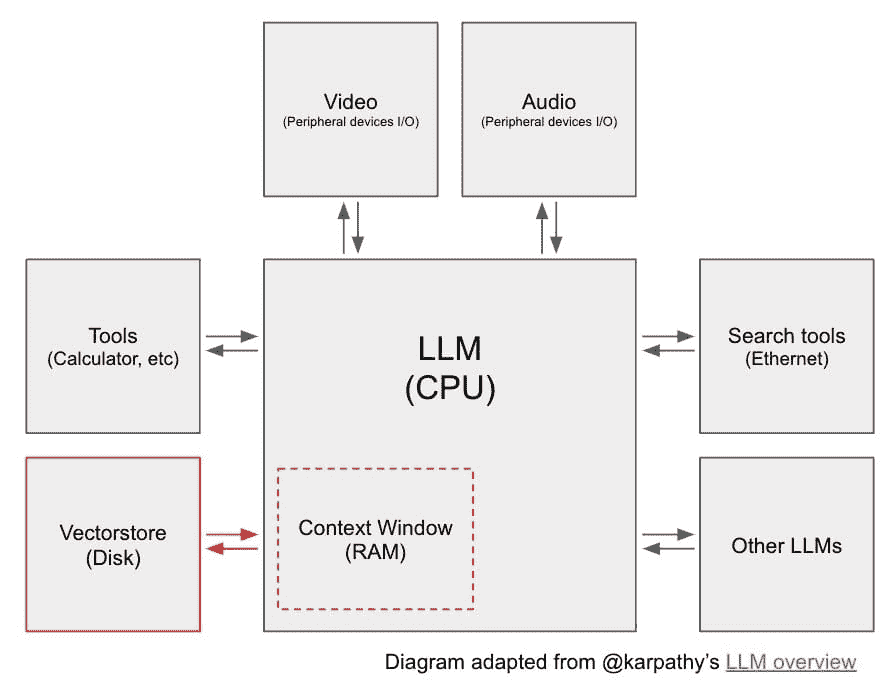 Video
(Peripheral devices I/O)
Audio
(Peripheral devices I/O)
Tools
(Calculator, etc)
LLM
(CPU)
Search tools
(Ethernet)
Vectorstore
(Disk)
Context Window
(RAM)
Other LLMs
Diagram adapted from @karpathy's LLM overview